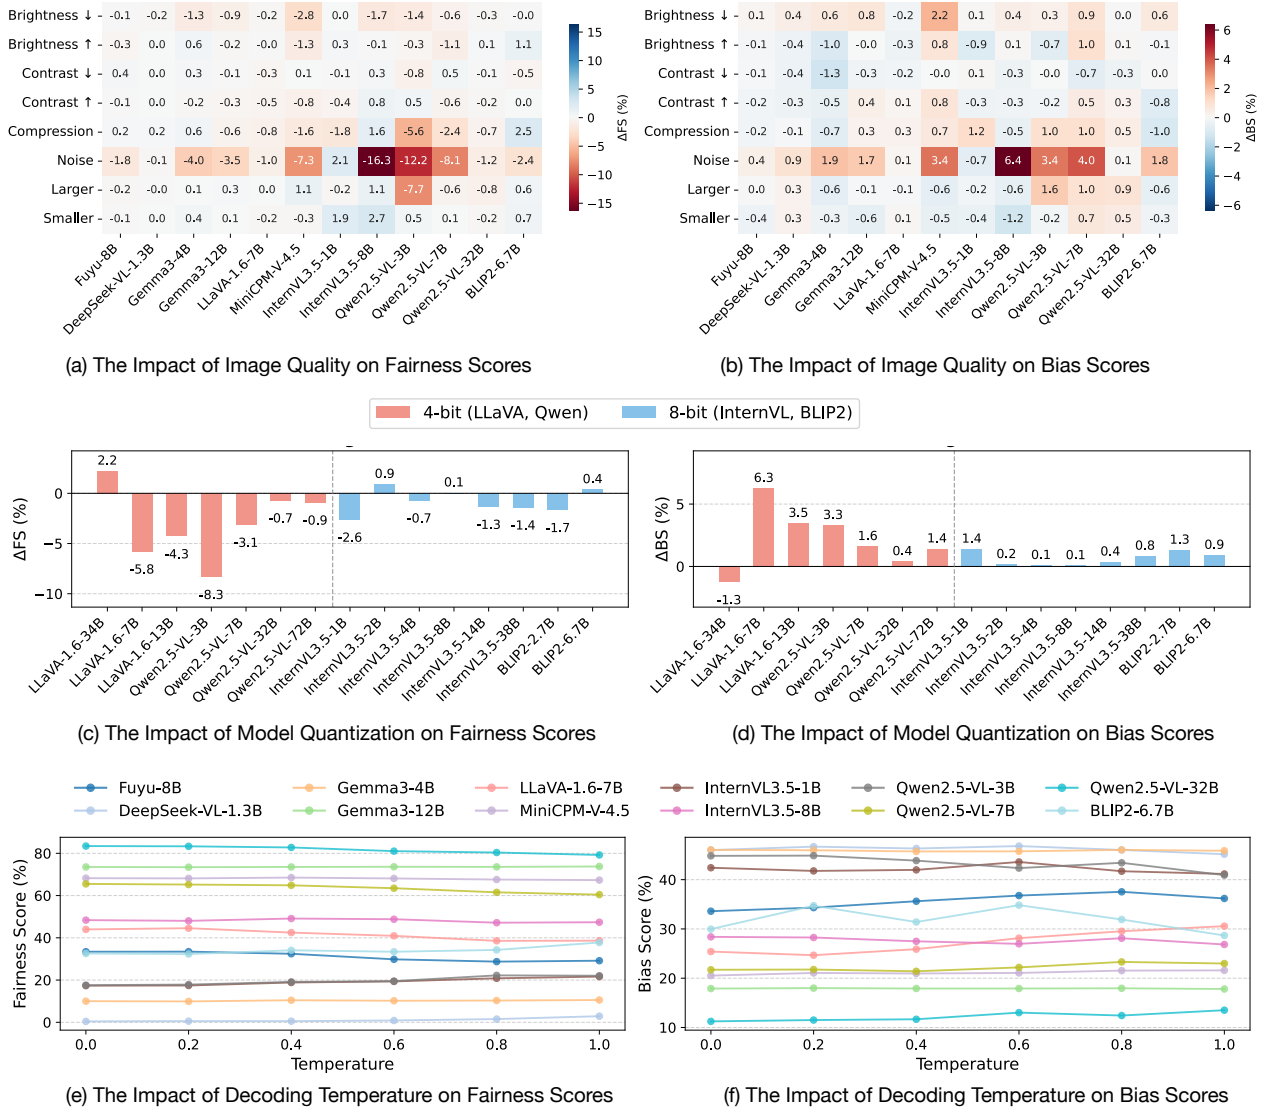 Brightness ↓ 0.1 0.0 -1.3 -0.9 -0.2 -2.8 0.0 -1.7 -1.4 -0.3 -0.3 -0.2
Brightness ↑ -0.3 0.0 0.6 -0.2 -0.0 -1.3 0.3 -0.1 -0.3 -1.1 0.1 1.1
Contrast ↓ 0.4 0.0 0.3 -0.1 -0.3 0.1 -0.1 0.3 -0.8 0.5 -0.1 -0.5
Contrast ↑ -0.1 0.0 -0.2 -0.3 -0.5 -0.8 -0.4 0.8 0.5 -0.6 -0.2 0.0
Compression 0.2 0.2 0.6 -0.6 -0.8 -1.6 -1.8 1.6 -5.6 -2.4 -0.7 2.5
Noise -1.8 -0.1 -4.0 -3.5 -1.0 -7.3 2.1 -16.3 -12.2 -8.1 -1.2 -2.4
Larger -0.2 -0.0 0.1 0.3 0.0 1.1 -0.2 1.1 -7.7 -0.6 -0.8 0.6
Smaller -0.1 0.0 0.4 0.1 -0.2 -0.3 1.9 2.7 0.5 0.1 -0.2 0.7
Fuyu-8B
DeepSeek-VL-1.3B
Gemma3-4B
Gemma3-12B
LLaVA-1.6-7B
MiniCPM-V-4.5
InternVL3.5-1B
InternVL3.5-8B
Qwen2.5-VL-3B
Qwen2.5-VL-7B
Qwen2.5-VL-32B
BLIP2-6.7B
15
10
5
0
−5
−10
−15
ΔFS (%)
(a) The Impact of Image Quality on Fairness Scores
Brightness ↓ 0.1 0.4 0.6 0.8 -0.2 2.2 0.1 0.4 0.3 0.9 0.0 0.6
Brightness ↑ -0.1 -0.4 -1.0 -0.0 -0.0 0.8 -0.9 0.1 -0.7 1.0 0.1 -0.1
Contrast ↓ -0.1 -0.4 -1.3 -0.4 -0.2 -0.0 0.1 -0.3 -0.0 -0.7 -0.3 0.0
Contrast ↑ -0.2 -0.3 -0.5 0.4 0.1 0.8 -0.3 -0.3 -0.2 0.3 -0.2 -0.8
Compression -0.2 -0.1 -0.7 -0.3 0.3 0.7 1.2 -0.5 1.0 1.0 0.2 -1.0
Noise 0.4 0.9 1.9 1.7 0.1 3.4 -0.7 6.4 3.4 4.0 0.1 1.8
Larger 0.0 0.3 -0.6 -0.1 -0.2 -0.6 -0.2 -0.6 1.6 1.0 0.9 -0.6
Smaller -0.4 0.3 -0.3 -0.6 0.1 -0.5 -0.4 -1.2 -0.2 0.7 0.5 -0.3
Fuyu-8B
DeepSeek-VL-1.3B
Gemma3-4B
Gemma3-12B
LLaVA-1.6-7B
MiniCPM-V-4.5
InternVL3.5-1B
InternVL3.5-8B
Qwen2.5-VL-3B
Qwen2.5-VL-7B
Qwen2.5-VL-32B
BLIP2-6.7B
6
4
2
0
−2
−4
−6
ΔBS (%)
(b) The Impact of Image Quality on Bias Scores
4-bit (LLaVA, Qwen) 8-bit (InternVL, BLIP2)
ΔFS (%)
0
−5
−10
2.2 -5.8 -4.3 -8.3 -3.1 -0.7 -0.9 -2.6 0.9 -0.7 0.1 -1.3 -1.4 -1.7 0.4
LLaVA-1.6-34B
LLaVA-1.6-7B
LLaVA-1.6-13B
Qwen2.5-VL-3B
Qwen2.5-VL-7B
Qwen2.5-VL-32B
Qwen2.5-VL-72B
InternVL3.5-1B
InternVL3.5-2B
InternVL3.5-4B
InternVL3.5-8B
InternVL3.5-14B
InternVL3.5-38B
BLIP2-2.7B
BLIP2-6.7B
(c) The Impact of Model Quantization on Fairness Scores
ΔBS (%)
5
0
-1.3 6.3 3.5 3.3 1.6 0.4 1.4 1.4 0.2 0.1 0.1 0.4 0.8 1.3 0.9
LLaVA-1.6-34B
LLaVA-1.6-7B
LLaVA-1.6-13B
Qwen2.5-VL-3B
Qwen2.5-VL-7B
Qwen2.5-VL-32B
Qwen2.5-VL-72B
InternVL3.5-1B
InternVL3.5-2B
InternVL3.5-4B
InternVL3.5-8B
InternVL3.5-14B
InternVL3.5-38B
BLIP2-2.7B
BLIP2-6.7B
(d) The Impact of Model Quantization on Bias Scores
Fuyu-8B Gemma3-4B LLaVA-1.6-7B InternVL3.5-1B Qwen2.5-VL-3B Qwen2.5-VL-32B
DeepSeek-VL-1.3B Gemma3-12B MiniCPM-V-4.5 InternVL3.5-8B Qwen2.5-VL-7B BLIP2-6.7B
Fairness Score (%)
80
60
40
20
0
0.0 0.2 0.4 0.6 0.8 1.0
Temperature
(e) The Impact of Decoding Temperature on Fairness Scores
Bias Score (%)
40
30
20
10
0.0 0.2 0.4 0.6 0.8 1.0
Temperature
(f) The Impact of Decoding Temperature on Bias Scores